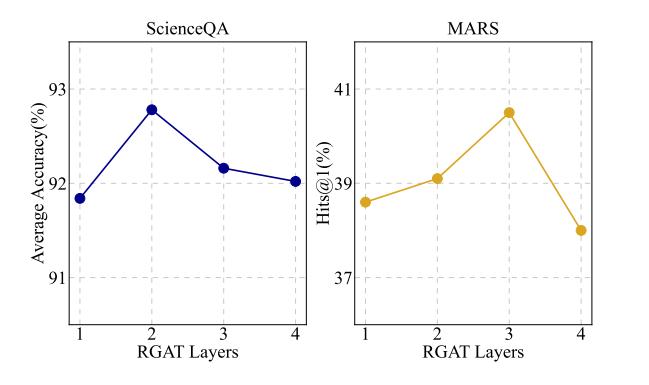 ScienceQA
Average Accuracy(%)
93
92
91
1 2 3 4
RGAT Layers
MARS
Hits@1(%)
41
39
37
1 2 3 4
RGAT Layers